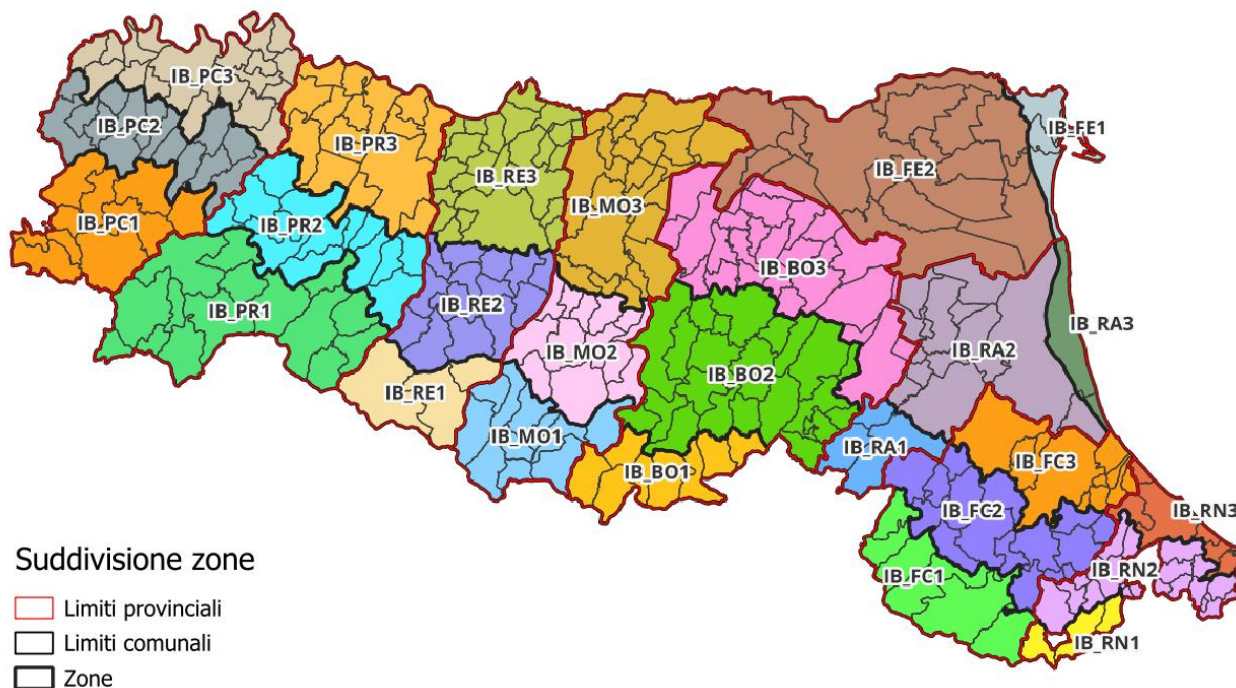 IB_PC3
IB_PC2
IB_FE1
IB_PR3
IB_FE2
IB_RE3
IB_MO3
IB_PC1
IB_PR2
IB_BO3
IB_RE2
IB_PR1
IB_RA3
IB_MO2
IB_RA2
IB_BO2
IB_RE1
IB_MO1
IB_RA1
IB_FC3
IB_BO1
IB_FC2
IB_RN3
IB_RN2
IB_FC1
IB_RN1
Suddivisione zone
Limiti provinciali
Limiti comunali
Zone